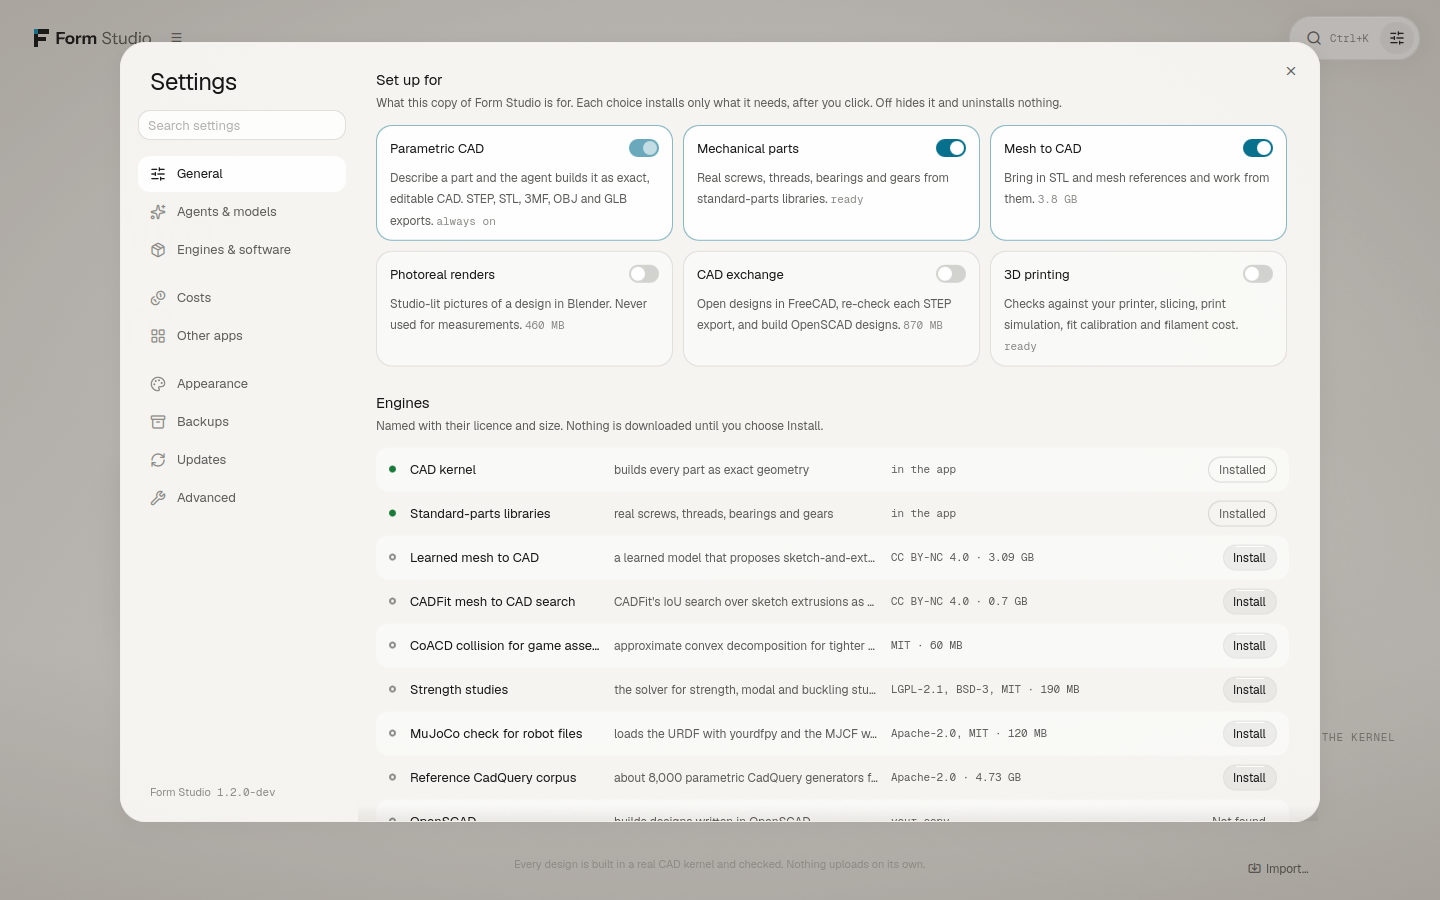 Form Studio
Ctrl+K
Settings
Search settings
General
Agents & models
Engines & software
Costs
Other apps
Appearance
Backups
Updates
Advanced
Form Studio 1.2.0-dev
Set up for
What this copy of Form Studio is for. Each choice installs only what it needs, after you click. Off hides it and uninstalls nothing.
Parametric CAD
Describe a part and the agent builds it as exact,
editable CAD. STEP, STL, 3MF, OBJ and GLB
exports. always on
Mechanical parts
Real screws, threads, bearings and gears from
standard-parts libraries. ready
Mesh to CAD
Bring in STL and mesh references and work from
them. 3.8 GB
Photoreal renders
Studio-lit pictures of a design in Blender. Never
used for measurements. 460 MB
CAD exchange
Open designs in FreeCAD, re-check each STEP
export, and build OpenSCAD designs. 870 MB
3D printing
Checks against your printer, slicing, print
simulation, fit calibration and filament cost.
ready
Engines
Named with their licence and size. Nothing is downloaded until you choose Install.
CAD kernel builds every part as exact geometry in the app Installed
Standard-parts libraries real screws, threads, bearings and gears in the app Installed
Learned mesh to CAD a learned model that proposes sketch-and-ext… CC BY-NC 4.0 · 3.09 GB Install
CADFit mesh to CAD search CADFit's IoU search over sketch extrusions as … CC BY-NC 4.0 · 0.7 GB Install
CoACD collision for game asse… approximate convex decomposition for tighter … MIT · 60 MB Install
Strength studies the solver for strength, modal and buckling stu… LGPL-2.1, BSD-3, MIT · 190 MB Install
MuJoCo check for robot files loads the URDF with yourdfpy and the MJCF w… Apache-2.0, MIT · 120 MB Install
Reference CadQuery corpus about 8,000 parametric CadQuery generators f… Apache-2.0 · 4.73 GB Install
OpenSCAD builds designs written in OpenSCAD your copy Not found
THE KERNEL
Every design is built in a real CAD kernel and checked. Nothing uploads on its own.
Import…